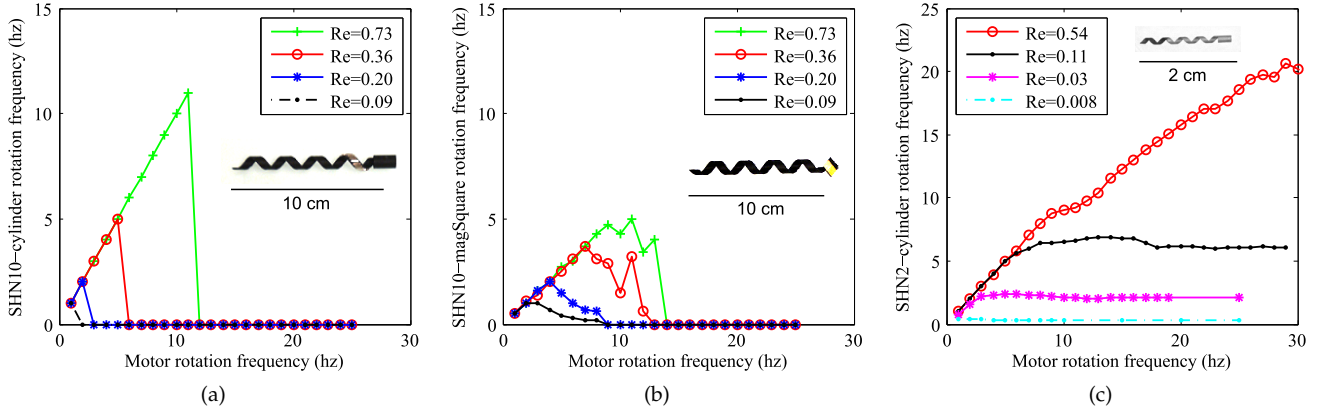 SHN10−cylinder rotation frequency (hz)
15
10
5
0
0 10 20 30
Motor rotation frequency (hz)
Re=0.73
Re=0.36
Re=0.20
Re=0.09
10 cm
(a)
SHN10−magSquare rotation frequency (hz)
15
10
5
0
0 10 20 30
Motor rotation frequency (hz)
Re=0.73
Re=0.36
Re=0.20
Re=0.09
10 cm
(b)
SHN2−cylinder rotation frequency (hz)
25
20
15
10
5
0
0 10 20 30
Motor rotation frequency (hz)
Re=0.54
Re=0.11
Re=0.03
Re=0.008
2 cm
(c)